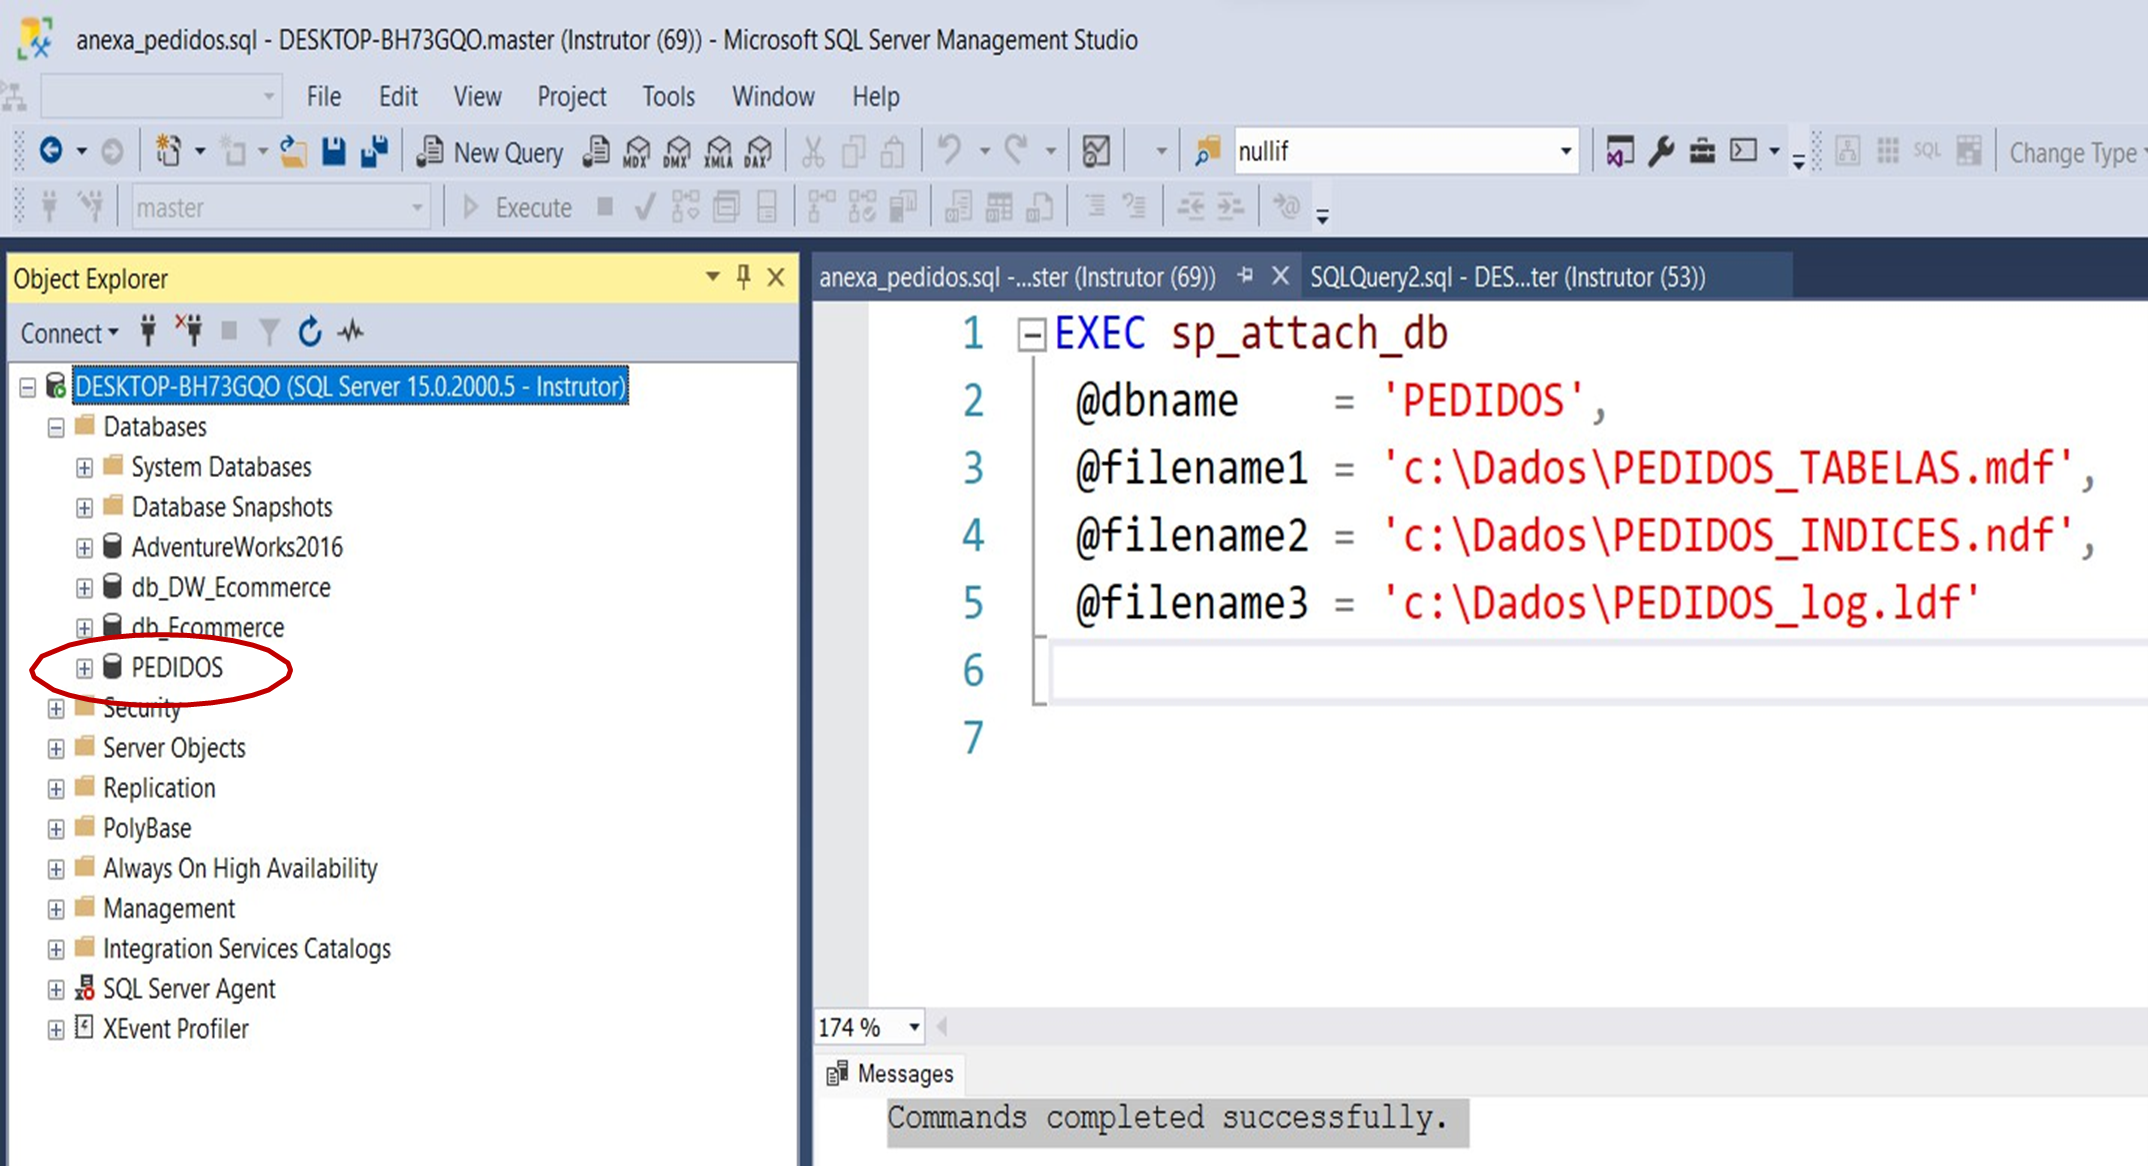 anexa_pedidos.sql - DESKTOP-BH73GQO.master (Instrutor (69)) - Microsoft SQL Server Management Studio
File Edit View Project Tools Window Help
New Query MDX DMX XMLA DAX nullif SQL Change Type
master Execute
Object Explorer
Connect
DESKTOP-BH73GQO (SQL Server 15.0.2000.5 - Instrutor)
Databases
System Databases
Database Snapshots
AdventureWorks2016
db_DW_Ecommerce
db_Ecommerce
PEDIDOS
Security
Server Objects
Replication
PolyBase
Always On High Availability
Management
Integration Services Catalogs
SQL Server Agent
XEvent Profiler
anexa_pedidos.sql -...ster (Instrutor (69)) SQLQuery2.sql - DES...ter (Instrutor (53))
1 EXEC sp_attach_db
2 @dbname = 'PEDIDOS',
3 @filename1 = 'c:\Dados\PEDIDOS_TABELAS.mdf',
4 @filename2 = 'c:\Dados\PEDIDOS_INDICES.ndf',
5 @filename3 = 'c:\Dados\PEDIDOS_log.ldf'
6
7
174 %
Messages
Commands completed successfully.